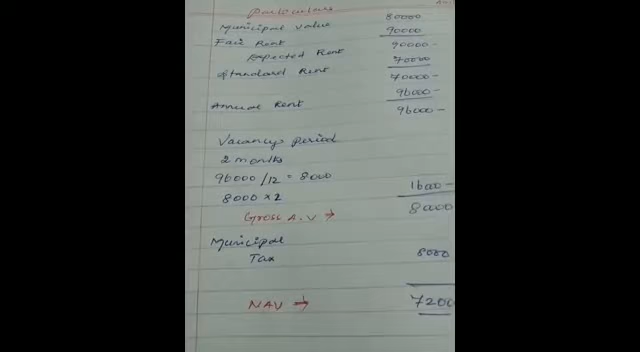 Particulars
Municipal Value 80000
Fair Rent 90000
Expected Rent 90000-
Standard Rent 70000
70000-
Annual Rent 96000-
96000-
Vacancy period
2 months
96000/12 = 8000
8000 x 2 1600-
Gross A.V → 8000
Municipal
Tax 8000
NAV → 7200